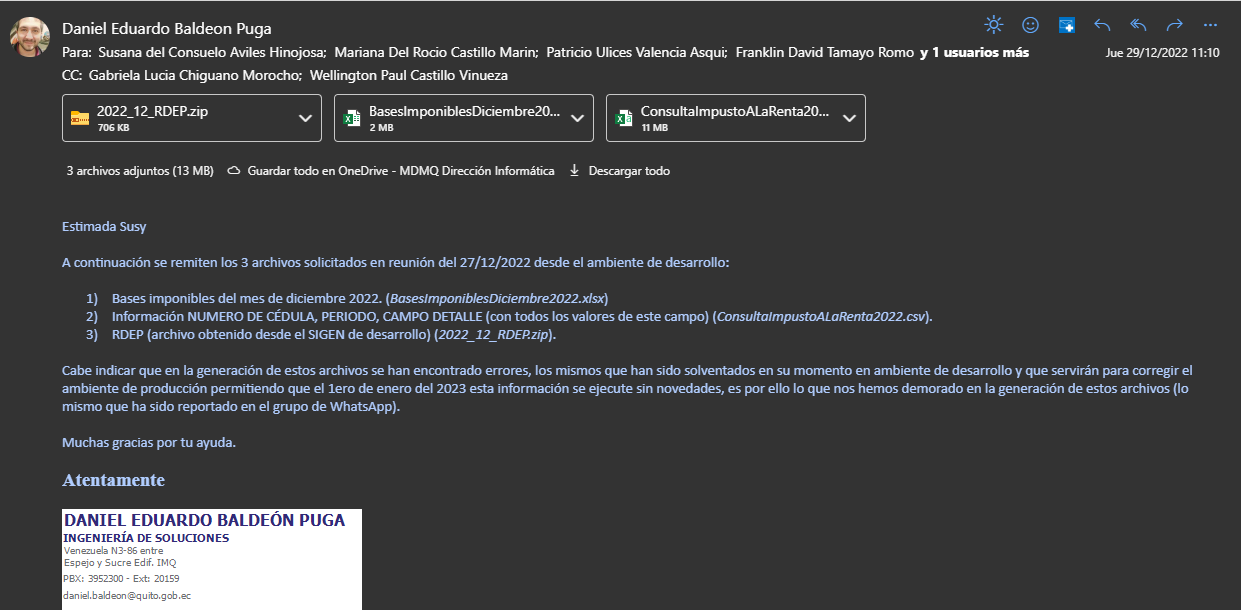 Daniel Eduardo Baldeon Puga
Para: Susana del Consuelo Aviles Hinojosa; Mariana Del Rocio Castillo Marin; Patricio Ulices Valencia Asqui; Franklin David Tamayo Romo y 1 usuarios más
Jue 29/12/2022 11:10
CC: Gabriela Lucia Chiguano Morocho; Wellington Paul Castillo Vinueza
2022_12_RDEP.zip
706 KB
BasesImponiblesDiciembre20...
2 MB
ConsultaImpustoALaRenta20...
11 MB
3 archivos adjuntos (13 MB) Guardar todo en OneDrive - MDMQ Dirección Informática Descargar todo
Estimada Susy
A continuación se remiten los 3 archivos solicitados en reunión del 27/12/2022 desde el ambiente de desarrollo:
1) Bases imponibles del mes de diciembre 2022. (BasesImponiblesDiciembre2022.xlsx)
2) Información NUMERO DE CÉDULA, PERIODO, CAMPO DETALLE (con todos los valores de este campo) (ConsultaImpustoALaRenta2022.csv).
3) RDEP (archivo obtenido desde el SIGEN de desarrollo) (2022_12_RDEP.zip).
Cabe indicar que en la generación de estos archivos se han encontrado errores, los mismos que han sido solventados en su momento en ambiente de desarrollo y que servirán para corregir el
ambiente de producción permitiendo que el 1ero de enero del 2023 esta información se ejecute sin novedades, es por ello lo que nos hemos demorado en la generación de estos archivos (lo
mismo que ha sido reportado en el grupo de WhatsApp).
Muchas gracias por tu ayuda.
Atentamente
DANIEL EDUARDO BALDEÓN PUGA
INGENIERÍA DE SOLUCIONES
Venezuela N3-86 entre
Espejo y Sucre Edif. IMQ
PBX: 3952300 - Ext: 20159
daniel.baldeon@quito.gob.ec